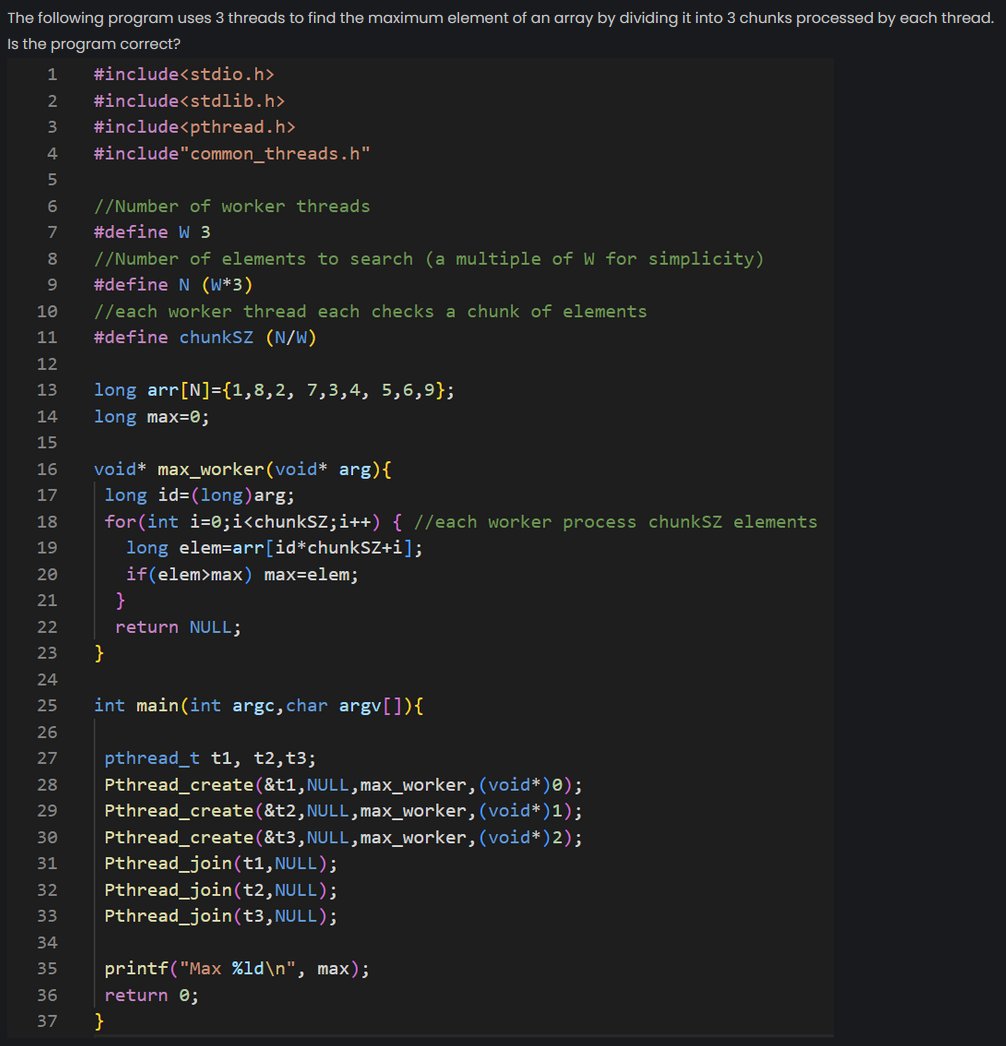 The following program uses 3 threads to find the maximum element of an array by dividing it into 3 chunks processed by each thread.
Is the program correct?
1 #include<stdio.h>
2 #include<stdlib.h>
3 #include<pthread.h>
4 #include"common_threads.h"
5
6 //Number of worker threads
7 #define W 3
8 //Number of elements to search (a multiple of W for simplicity)
9 #define N (W*3)
10 //each worker thread each checks a chunk of elements
11 #define chunkSZ (N/W)
12
13 long arr[N]={1,8,2, 7,3,4, 5,6,9};
14 long max=0;
15
16 void* max_worker(void* arg){
17 long id=(long)arg;
18 for(int i=0;i<chunkSZ;i++) { //each worker process chunkSZ elements
19 long elem=arr[id*chunkSZ+i];
20 if(elem>max) max=elem;
21 }
22 return NULL;
23 }
24
25 int main(int argc,char argv[]){
26
27 pthread_t t1, t2,t3;
28 Pthread_create(&t1,NULL,max_worker,(void*)0);
29 Pthread_create(&t2,NULL,max_worker,(void*)1);
30 Pthread_create(&t3,NULL,max_worker,(void*)2);
31 Pthread_join(t1,NULL);
32 Pthread_join(t2,NULL);
33 Pthread_join(t3,NULL);
34
35 printf("Max %ld\n", max);
36 return 0;
37 }